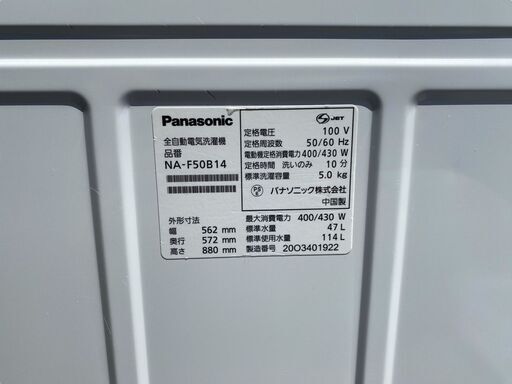 Panasonic
全自動電気洗濯機
品番
NA-F50B14
外形寸法
幅 562 mm
奥行 572 mm
高さ 880 mm
JET
定格電圧 100 V
定格周波数 50/60 Hz
電動機定格消費電力 400/430 W
定格時間 洗いのみ 10 分
標準洗濯容量 5.0 kg
PSE パナソニック株式会社
中国製
最大消費電力 400/430 W
標準水量 47 L
標準使用水量 114 L
製造番号 20O3401922